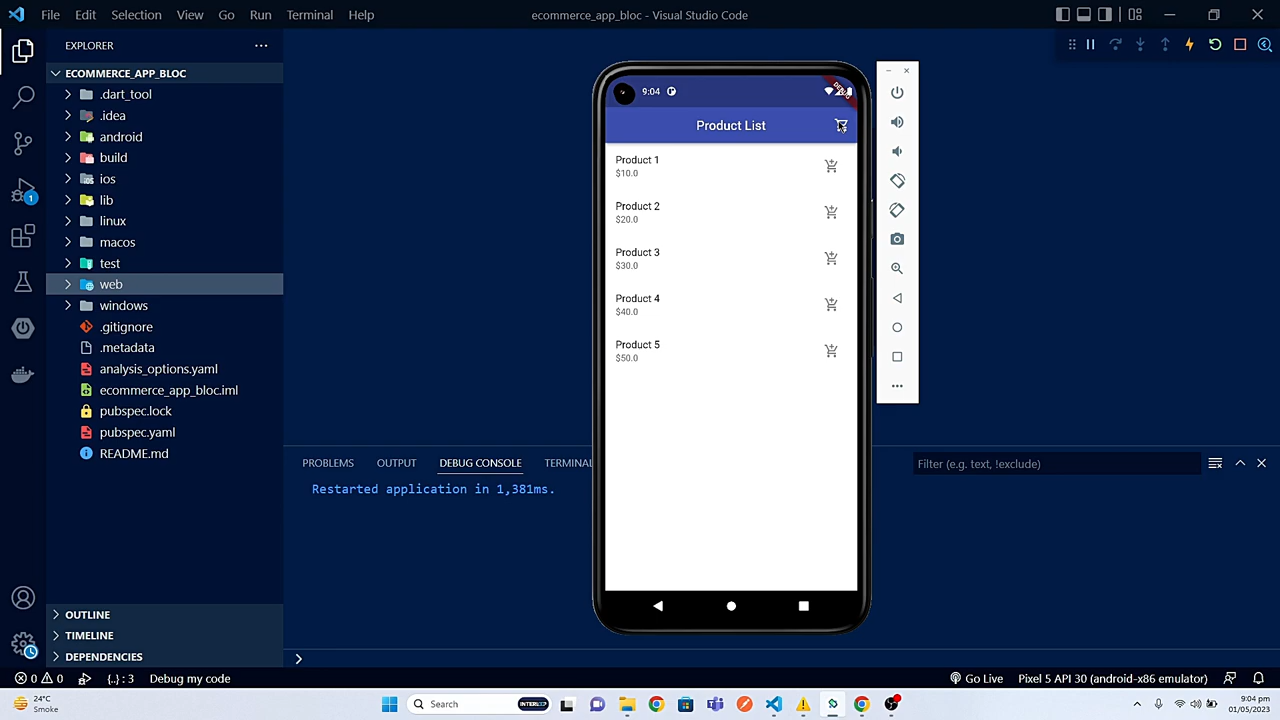 File Edit Selection View Go Run Terminal Help
ecommerce_app_bloc - Visual Studio Code
EXPLORER
ECOMMERCE_APP_BLOC
.dart_tool
.idea
android
build
ios
lib
linux
macos
test
web
windows
.gitignore
.metadata
analysis_options.yaml
ecommerce_app_bloc.iml
pubspec.lock
pubspec.yaml
README.md
OUTLINE
TIMELINE
DEPENDENCIES
1
9:04
DEBUG
Product List
Product 1
$10.0
Product 2
$20.0
Product 3
$30.0
Product 4
$40.0
Product 5
$50.0
PROBLEMS OUTPUT DEBUG CONSOLE TERMINAL
Filter (e.g. text, !exclude)
Restarted application in 1,381ms.
0 0 {..}: 3 Debug my code
Go Live Pixel 5 API 30 (android-x86 emulator)
24°C
Smoke
Search
01/05/2023